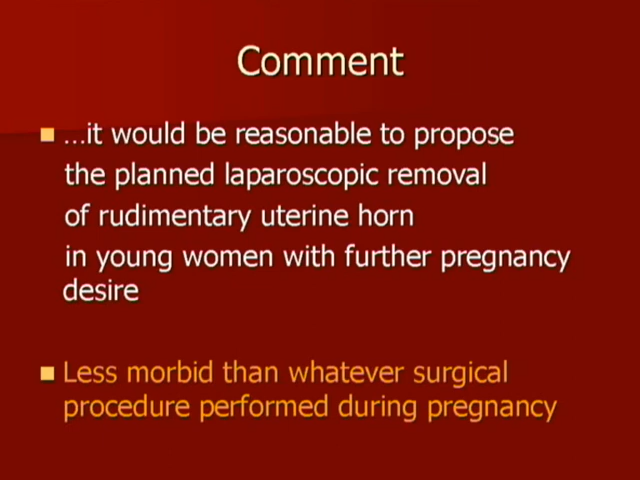 Comment
…it would be reasonable to propose
the planned laparoscopic removal
of rudimentary uterine horn
in young women with further pregnancy
desire
Less morbid than whatever surgical
procedure performed during pregnancy